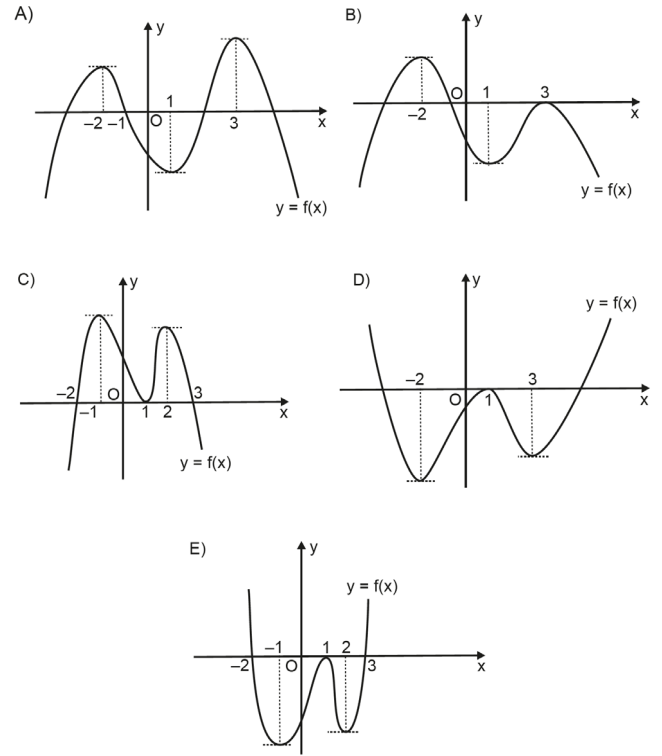 A)
y
1
O
–2 –1
3
x
y = f(x)
B)
y
O
1
3
–2
x
y = f(x)
C)
y
–2
O
3
–1
1
2
x
y = f(x)
D)
y
y = f(x)
–2
3
O
1
x
E)
y
y = f(x)
–1
1
2
–2
O
3
x